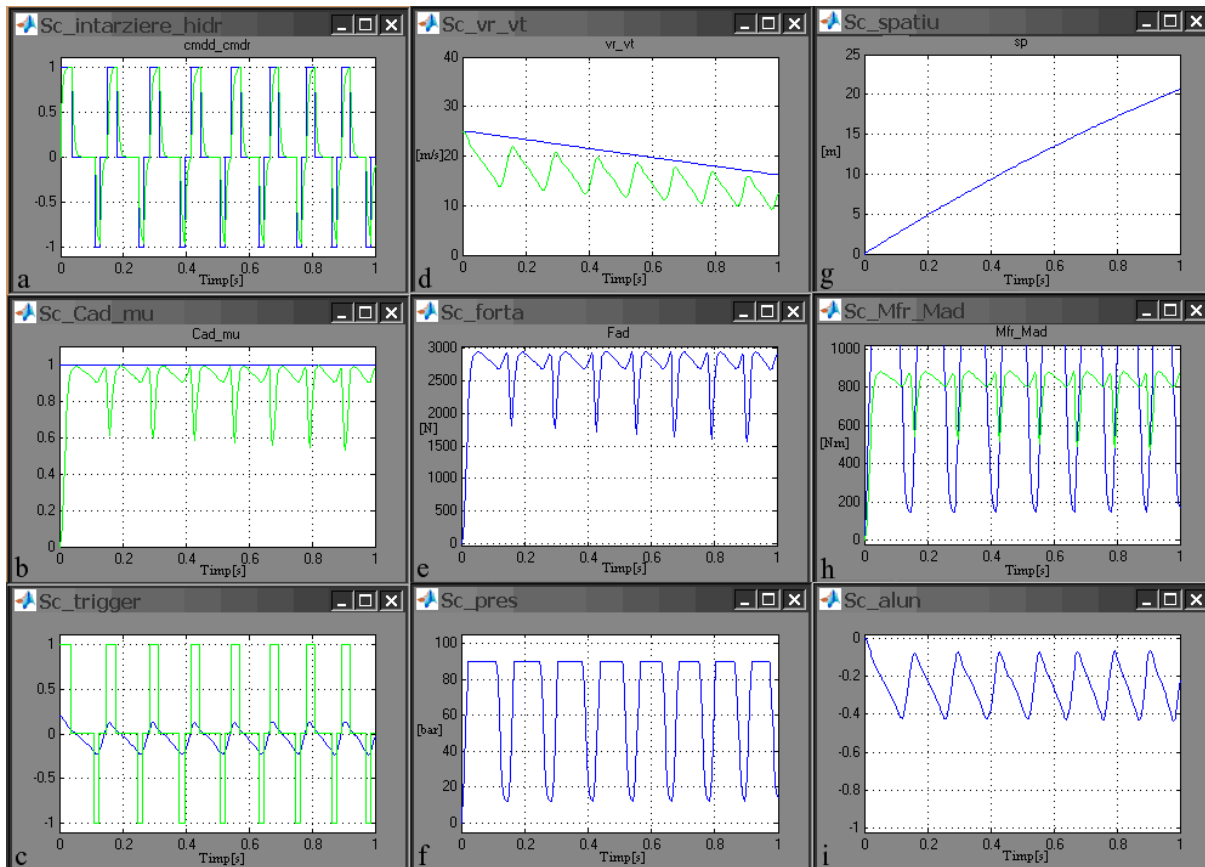 Sc_intarziere_hidr
cmdd_cmdr
1
0.5
0
-0.5
-1
0 0.2 0.4 0.6 0.8 1
Timp[s]
a
Sc_vr_vt
vr_vt
40
30
[m/s]20
10
0
0 0.2 0.4 0.6 0.8 1
Timp[s]
d
Sc_spatiu
sp
25
20
15
[m]
10
5
0
0 0.2 0.4 0.6 0.8 1
Timp[s]
g
Sc_Cad_mu
Cad_mu
1
0.8
0.6
0.4
0.2
0
0 0.2 0.4 0.6 0.8 1
Timp[s]
b
Sc_forta
Fad
3000
2500
2000
[N]
1500
1000
500
0
0 0.2 0.4 0.6 0.8 1
Timp[s]
e
Sc_Mfr_Mad
Mfr_Mad
1000
800
600
[Nm]
400
200
0
0 0.2 0.4 0.6 0.8 1
Timp[s]
h
Sc_trigger
1
0.5
0
-0.5
-1
0 0.2 0.4 0.6 0.8 1
Timp[s]
c
Sc_pres
100
80
60
[bar]
40
20
0
0 0.2 0.4 0.6 0.8 1
Timp[s]
f
Sc_alun
0
-0.2
-0.4
-0.6
-0.8
-1
0 0.2 0.4 0.6 0.8 1
Timp[s]
i